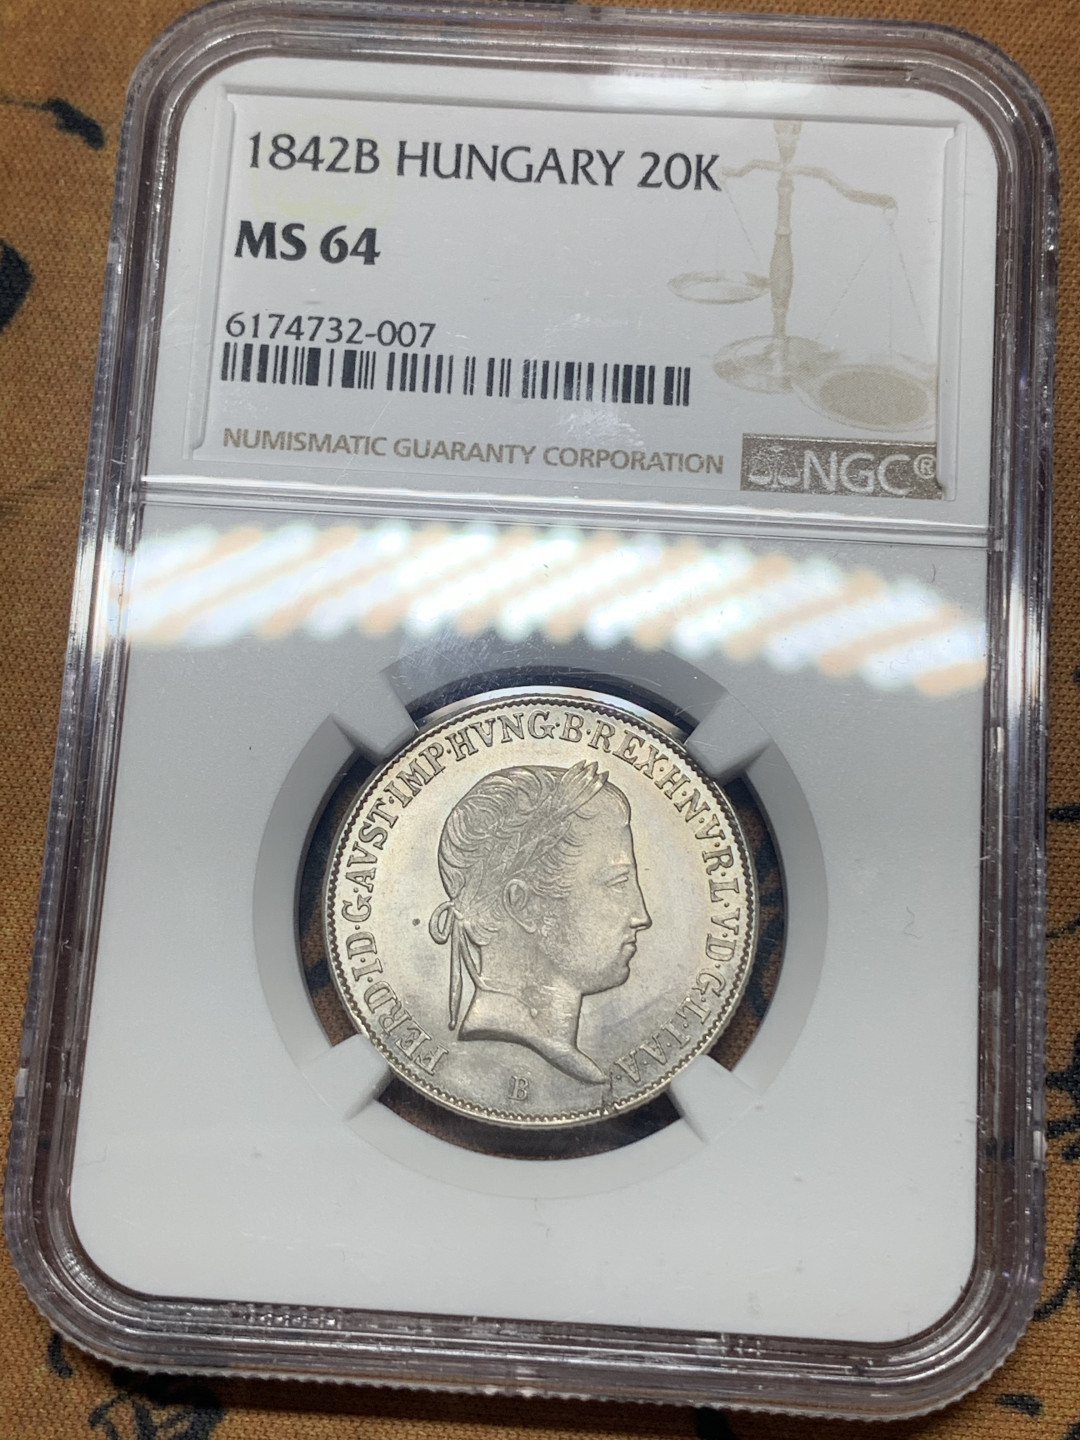 1842B HUNGARY 20K
MS 64
6174732-007
NUMISMATIC GUARANTY CORPORATION
NGC®
FERD·I·D·G·AVST·IMP·HVNG·B·REX·H·N·V·R·L·V·D·G·L·I·A·A·
B